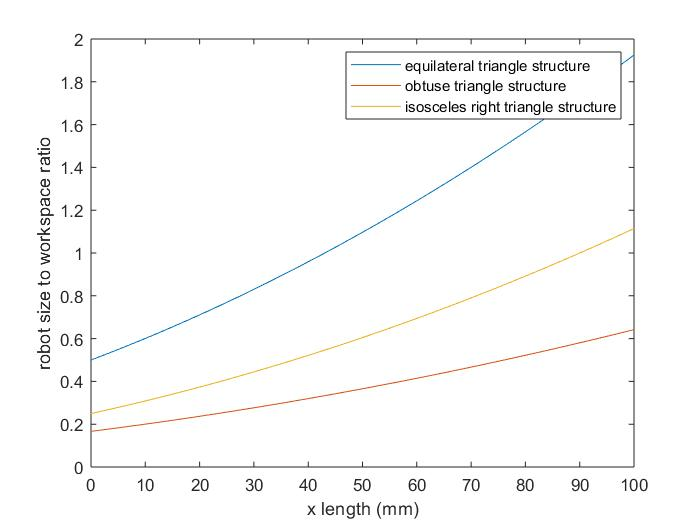 2
1.8
1.6
1.4
1.2
1
0.8
0.6
0.4
0.2
0
robot size to workspace ratio
equilateral triangle structure
obtuse triangle structure
isosceles right triangle structure
0 10 20 30 40 50 60 70 80 90 100
x length (mm)